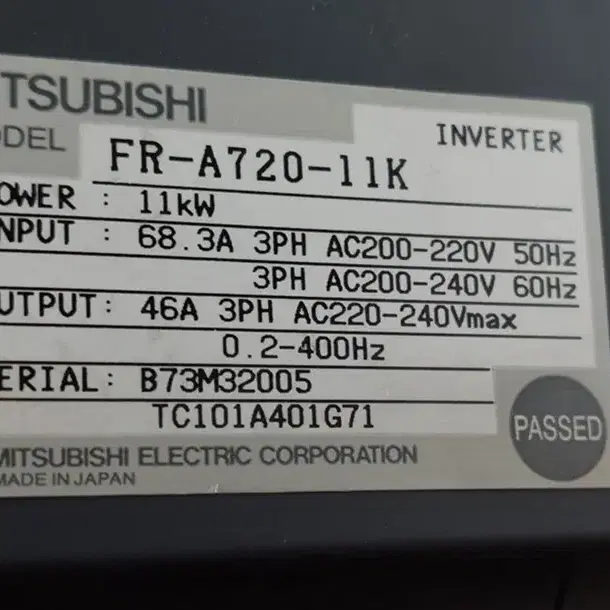 TSUBISHI
ODEL FR-A720-11K INVERTER
OWER : 11kW
NPUT : 68.3A 3PH AC200-220V 50Hz
3PH AC200-240V 60Hz
UTPUT : 46A 3PH AC220-240Vmax
0.2-400Hz
ERIAL : B73M32005
TC101A401G71
PASSED
MITSUBISHI ELECTRIC CORPORATION
MADE IN JAPAN